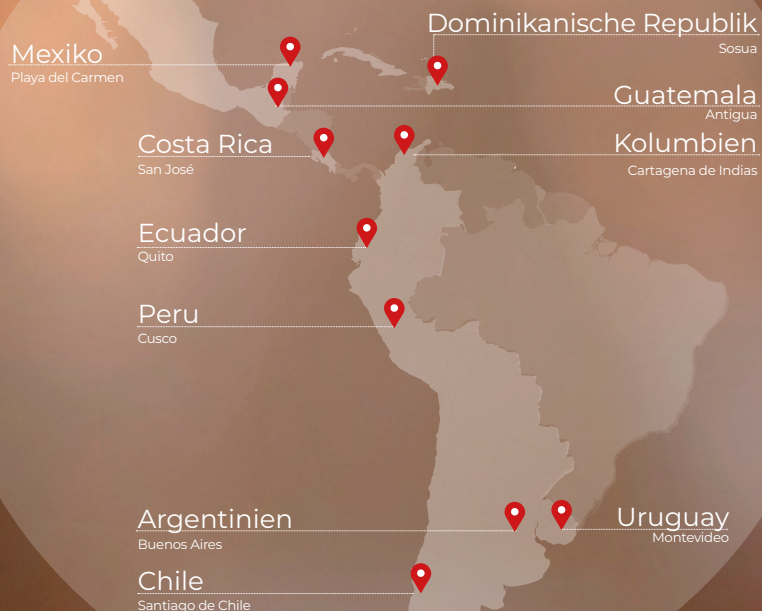 Dominikanische Republik
Sosua
Mexiko
Playa del Carmen
Guatemala
Antigua
Costa Rica
San José
Kolumbien
Cartagena de Indias
Ecuador
Quito
Peru
Cusco
Argentinien
Buenos Aires
Uruguay
Montevideo
Chile
Santiago de Chile